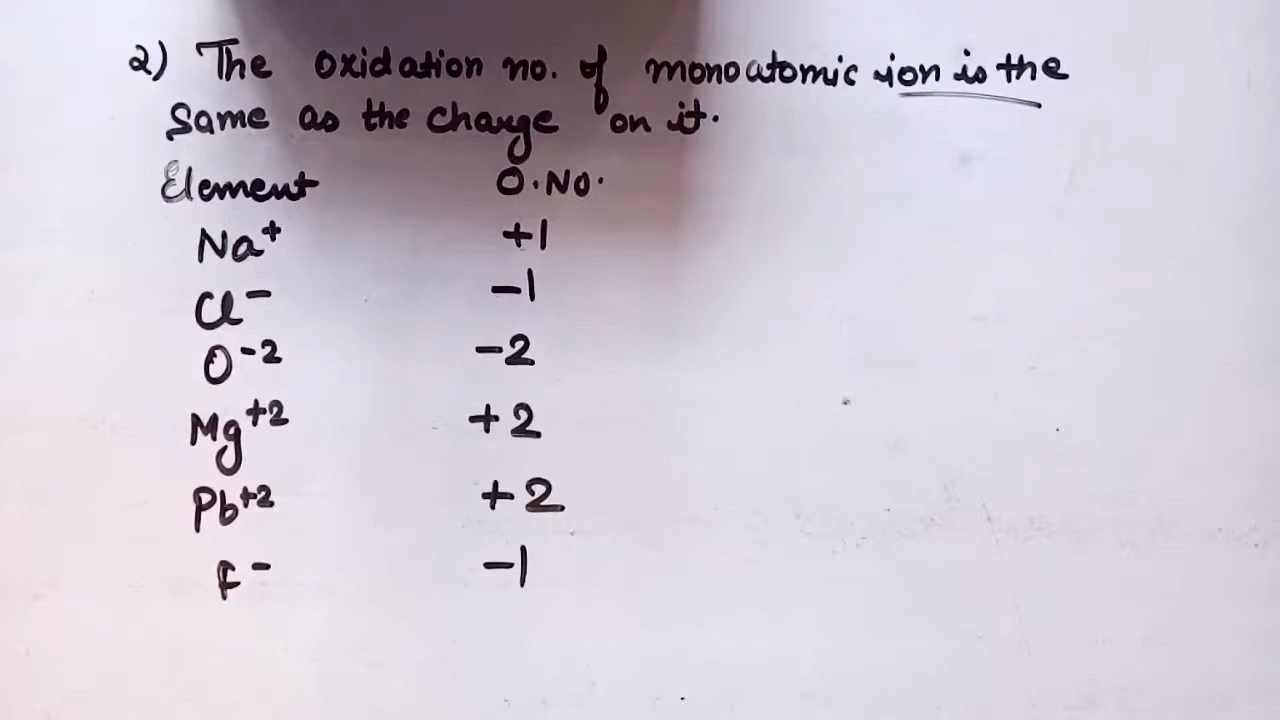 2) The oxidation no. of monoatomic ion is the
same as the charge on it.
Element O.No.
Na⁺ +1
Cl⁻ -1
O⁻² -2
Mg⁺² +2
Pb⁺² +2
F⁻ -1